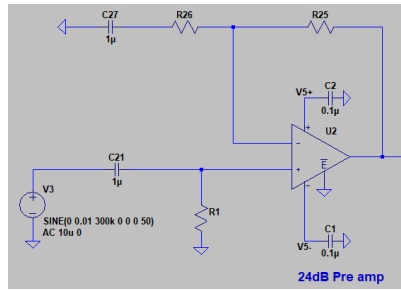 C27 R26 R25
1µ
V5+ C2
0.1µ
U2
C21
1µ
E
V3
R1
SINE(0 0.01 300k 0 0 0 50)
AC 10u 0
C1
V5- 0.1µ
24dB Pre amp